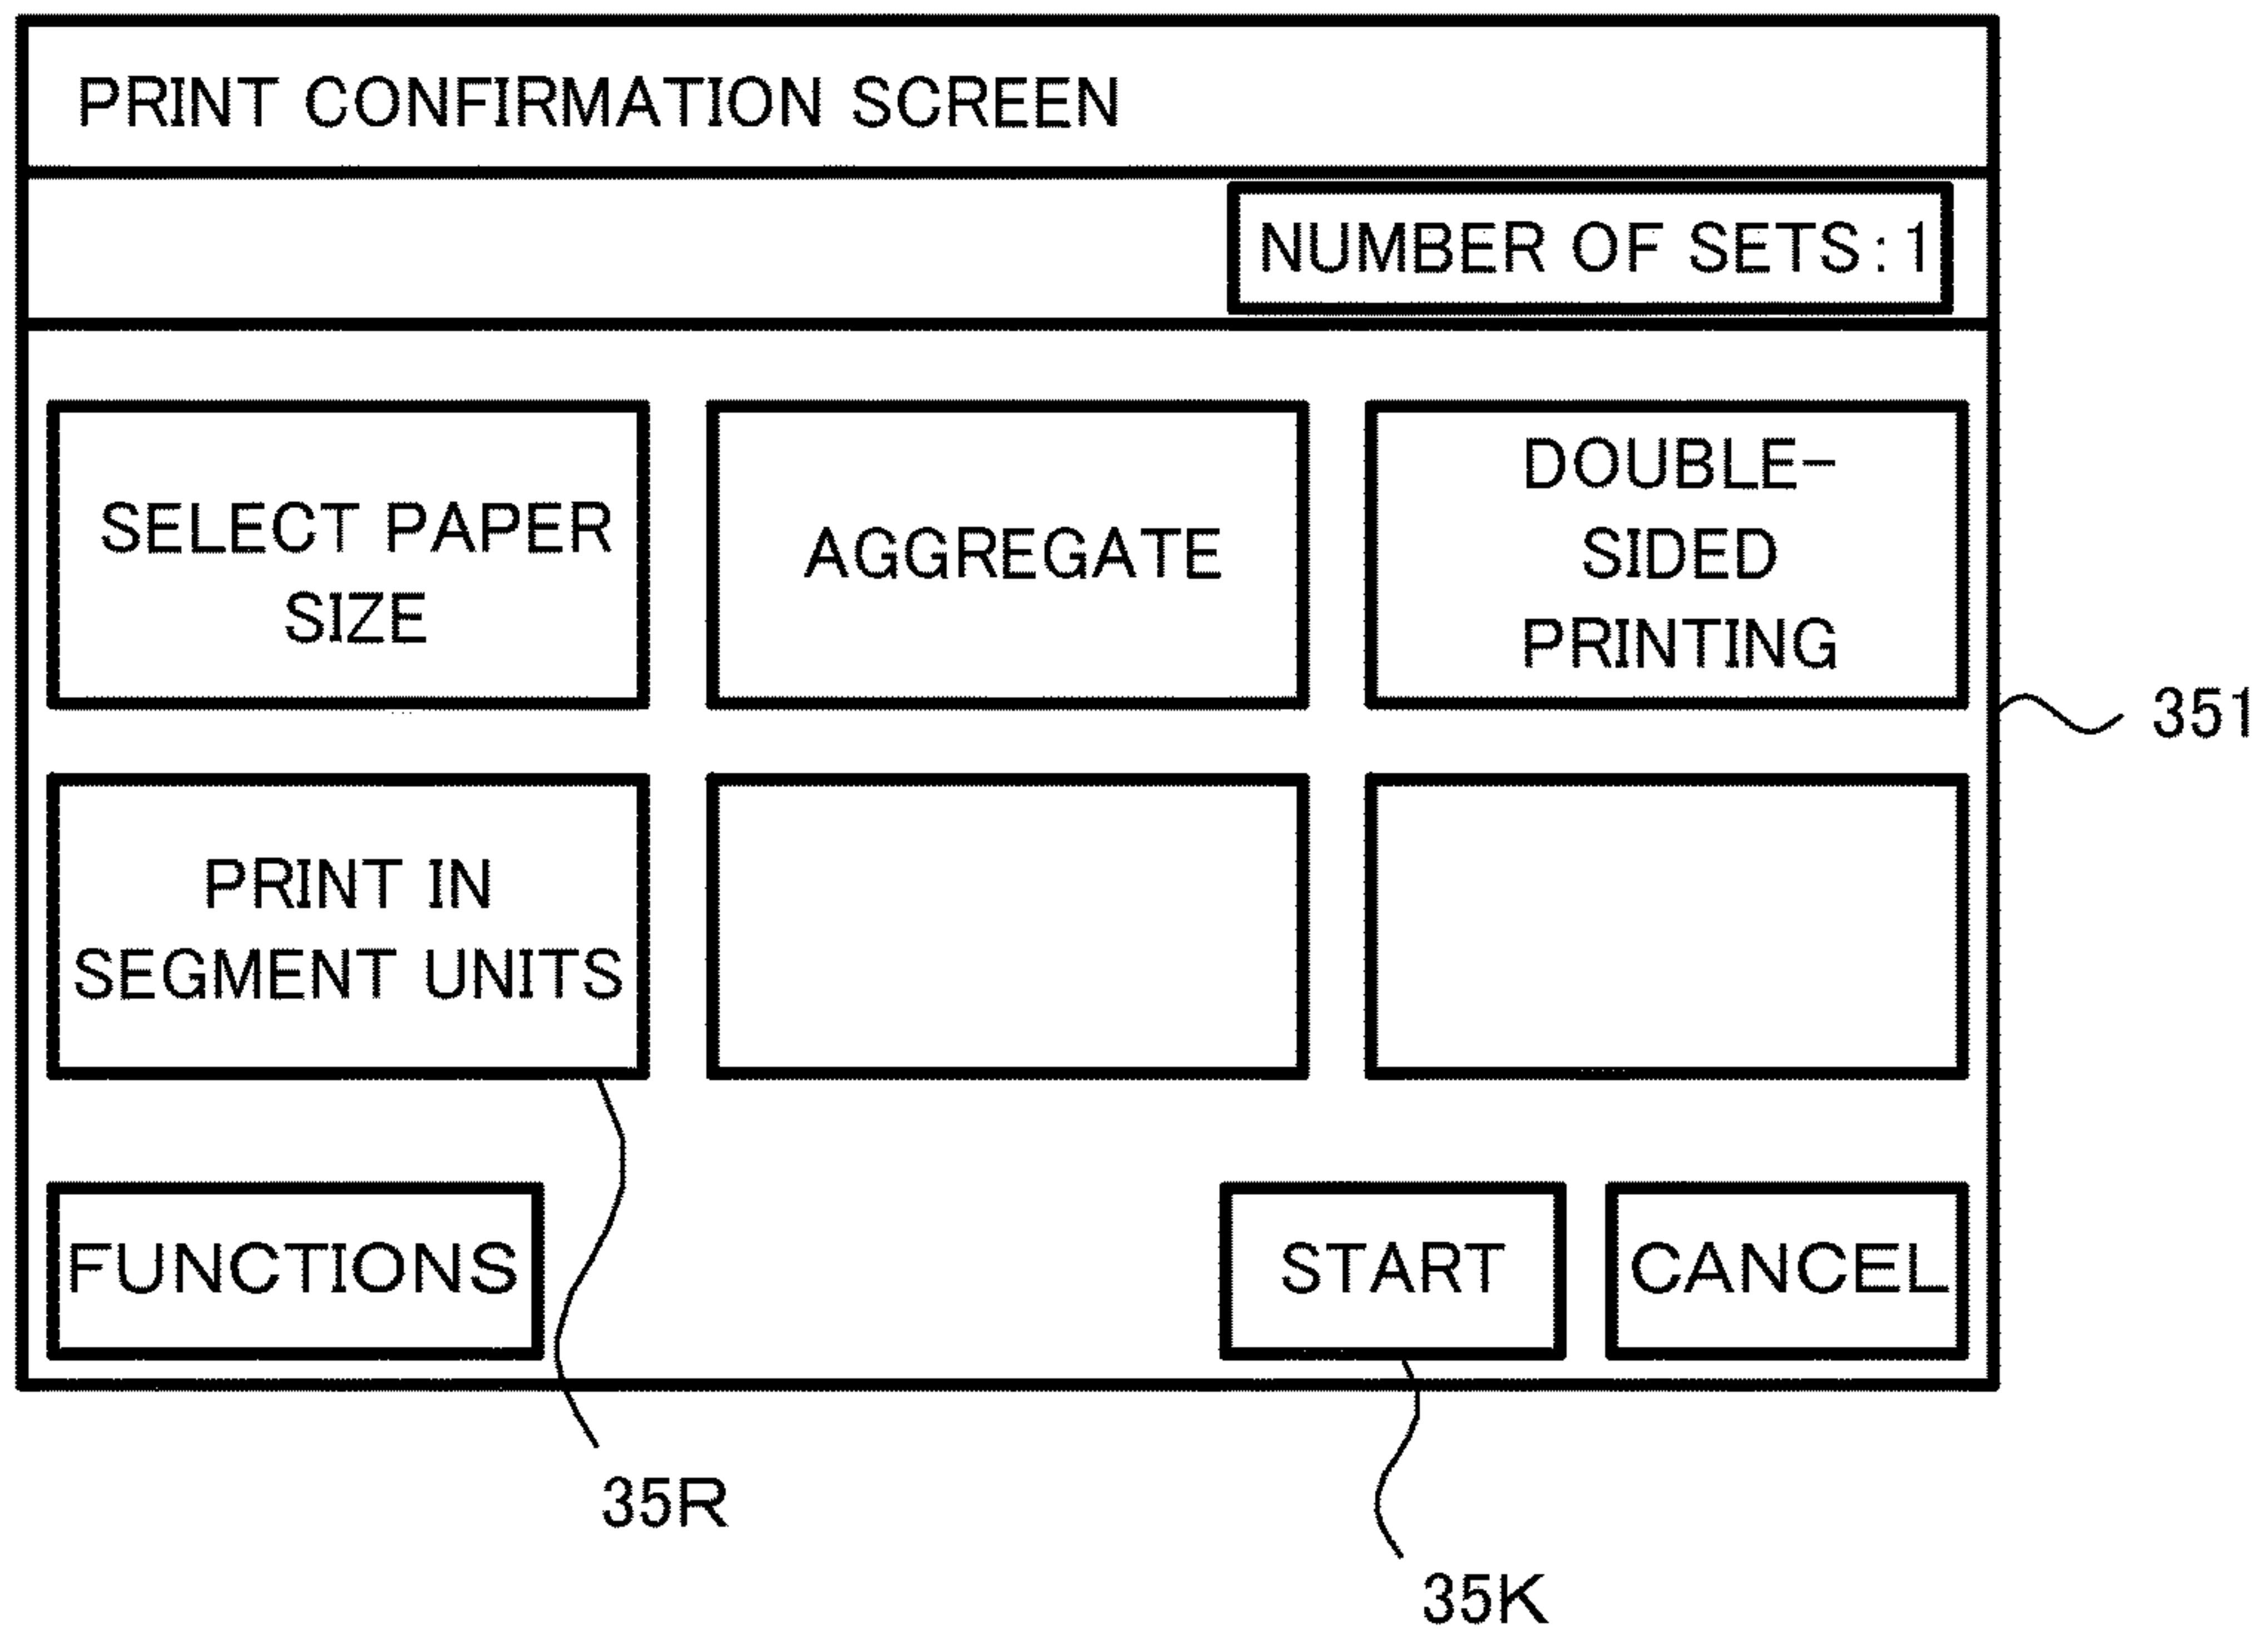 PRINT CONFIRMATION SCREEN
NUMBER OF SETS:1
SELECT PAPER
SIZE
AGGREGATE
DOUBLE-
SIDED
PRINTING
351
PRINT IN
SEGMENT UNITS
FUNCTIONS
START
CANCEL
35R
35K